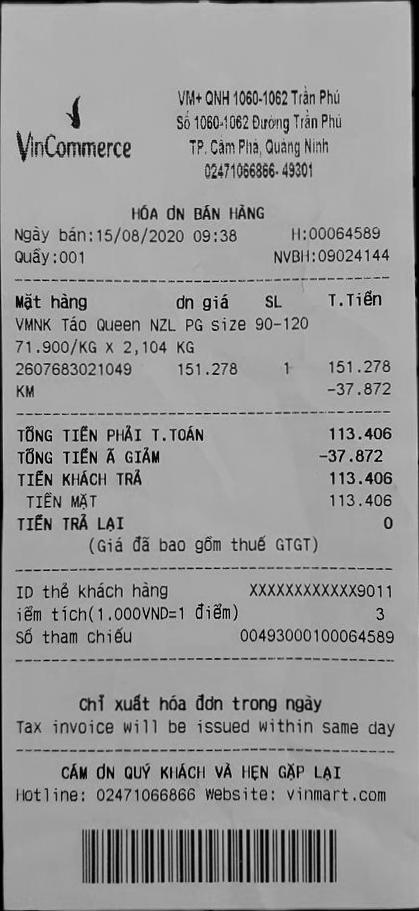 VinCommerce
VM+ QNH 1060-1062 Trần Phú
Số 1060-1062 Đường Trần Phú
TP. Cẩm Phả, Quảng Ninh
02471066866- 49301
HÓA ƠN BÁN HÀNG
Ngày bán:15/08/2020 09:38 H:00064589
Quầy:001 NVBH:09024144
Mặt hàng ơn giá SL T.Tiền
VMNK Táo Queen NZL PG size 90-120
71.900/KG X 2,104 KG
2607683021049 151.278 1 151.278
KM -37.872
TỔNG TIỀN PHẢI T.TOÁN 113.406
TỔNG TIỀN Ã GIẢM -37.872
TIỀN KHÁCH TRẢ 113.406
TIỀN MẶT 113.406
TIỀN TRẢ LẠI 0
(Giá đã bao gồm thuế GTGT)
ID thẻ khách hàng XXXXXXXXXXXX9011
iểm tích(1.000VND=1 điểm) 3
Số tham chiếu 00493000100064589
Chỉ xuất hóa đơn trong ngày
Tax invoice will be issued within same day
CÁM ƠN QUÝ KHÁCH VÀ HẸN GẶP LẠI
Hotline: 02471066866 Website: vinmart.com